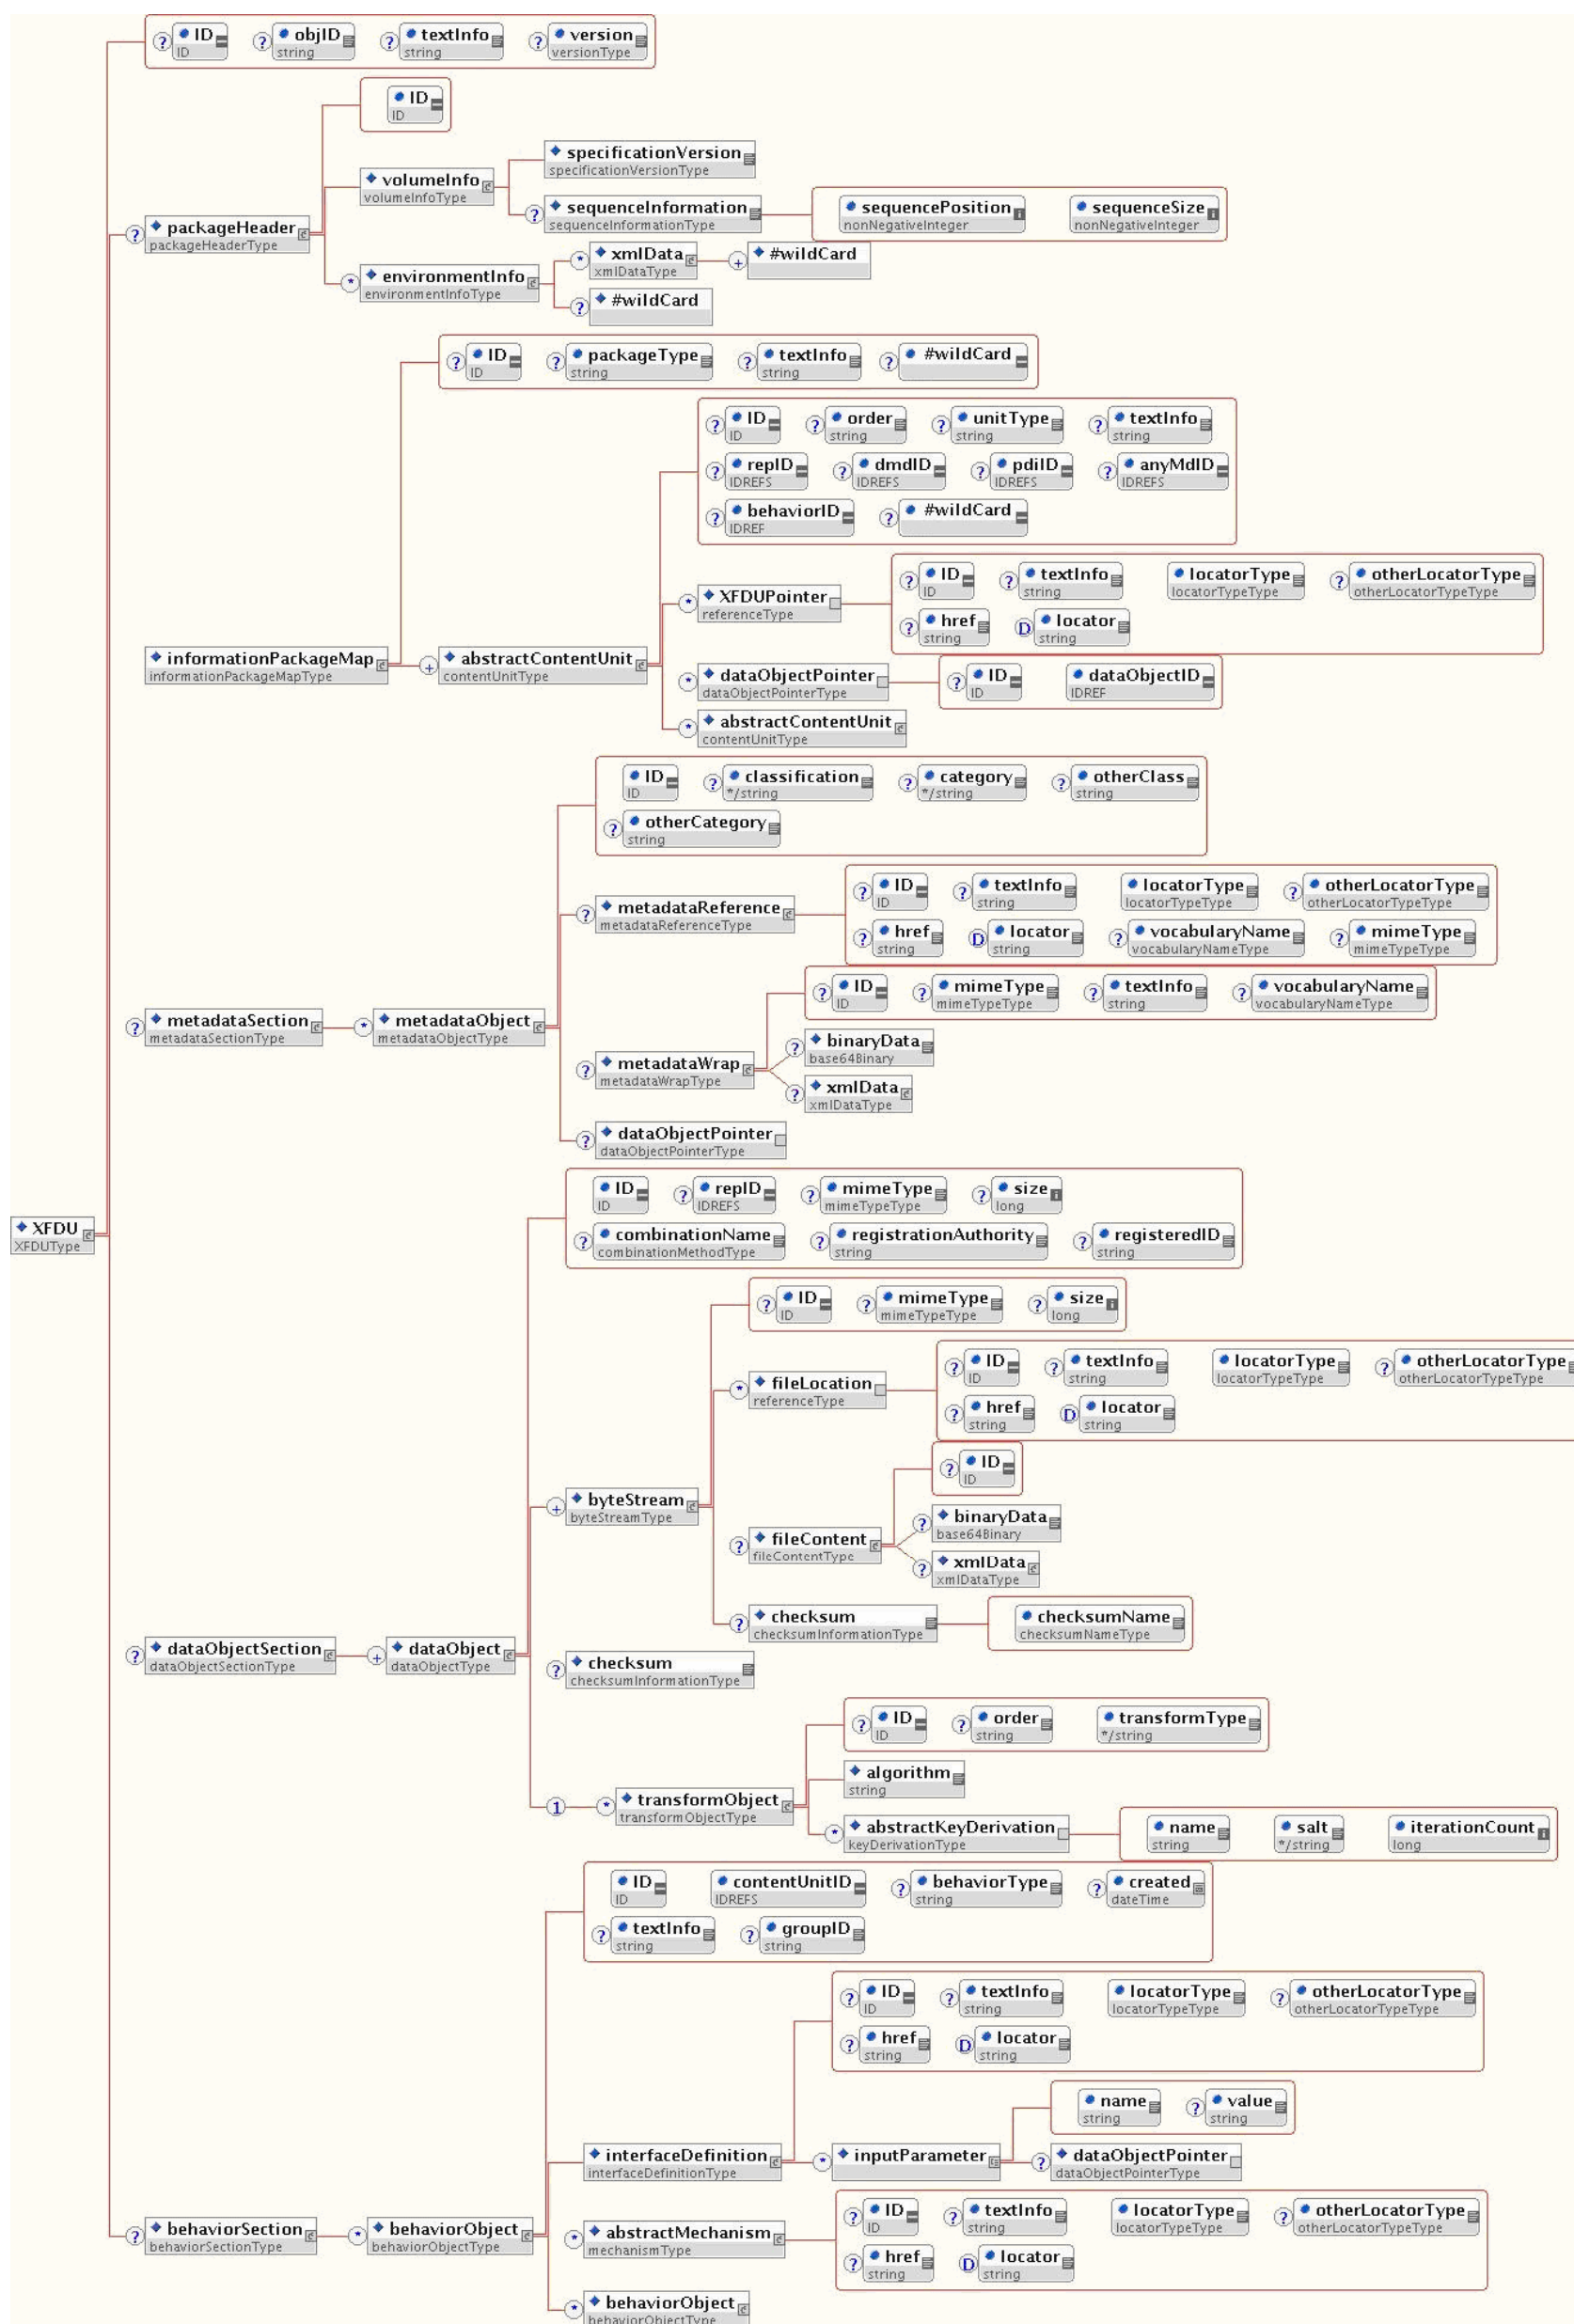 ? ID ? objID ? textInfo ? version
ID string string versionType
ID
ID
specificationVersion
specificationVersionType
volumeInfo
volumeInfoType
? sequenceInformation sequencePosition sequenceSize
sequenceInformationType nonNegativeInteger nonNegativeInteger
? packageHeader
packageHeaderType
* xmlData + #wildCard
xmlDataType
* environmentInfo
environmentInfoType
? #wildCard
? ID ? packageType ? textInfo ? #wildCard
ID string string
? ID ? order ? unitType ? textInfo
ID string string string
? repID ? dmdID ? pdiID ? anyMdID
IDREFS IDREFS IDREFS IDREFS
? behaviorID ? #wildCard
IDREF
? ID ? textInfo locatorType ? otherLocatorType
ID string locatorTypeType otherLocatorTypeType
* XFDUPointer
referenceType
? href D locator
string string
informationPackageMap + abstractContentUnit
informationPackageMapType contentUnitType
* dataObjectPointer ? ID dataObjectID
dataObjectPointerType ID IDREF
* abstractContentUnit
contentUnitType
ID ? classification ? category ? otherClass
ID */string */string string
? otherCategory
string
? ID ? textInfo locatorType ? otherLocatorType
ID string locatorTypeType otherLocatorTypeType
? metadataReference
metadataReferenceType
? href D locator ? vocabularyName ? mimeType
string string vocabularyNameType mimeTypeType
? ID ? mimeType ? textInfo ? vocabularyName
ID mimeTypeType string vocabularyNameType
? metadataSection * metadataObject
metadataSectionType metadataObjectType
? binaryData
base64Binary
? metadataWrap
metadataWrapType
? xmlData
xmlDataType
? dataObjectPointer
dataObjectPointerType
ID ? repID ? mimeType ? size
ID IDREFS mimeTypeType long
XFDU
XFDUType
? combinationName ? registrationAuthority ? registeredID
combinationMethodType string string
? ID ? mimeType ? size
ID mimeTypeType long
? ID ? textInfo locatorType ? otherLocatorType
ID string locatorTypeType otherLocatorTypeType
* fileLocation
referenceType
? href D locator
string string
? ID
ID
+ byteStream
byteStreamType
? binaryData
base64Binary
? fileContent
fileContentType
? xmlData
xmlDataType
? checksum checksumName
checksumInformationType checksumNameType
? dataObjectSection + dataObject
dataObjectSectionType dataObjectType
? checksum
checksumInformationType
? ID ? order transformType
ID string */string
algorithm
string
1 * transformObject
transformObjectType
* abstractKeyDerivation name salt iterationCount
keyDerivationType string */string long
ID contentUnitID ? behaviorType ? created
ID IDREFS string dateTime
? textInfo ? groupID
string string
? ID ? textInfo locatorType ? otherLocatorType
ID string locatorTypeType otherLocatorTypeType
? href D locator
string string
name ? value
string string
interfaceDefinition * inputParameter ? dataObjectPointer
interfaceDefinitionType dataObjectPointerType
? ID ? textInfo locatorType ? otherLocatorType
ID string locatorTypeType otherLocatorTypeType
? behaviorSection * behaviorObject * abstractMechanism
behaviorSectionType behaviorObjectType mechanismType
? href D locator
string string
* behaviorObject
behaviorObjectType